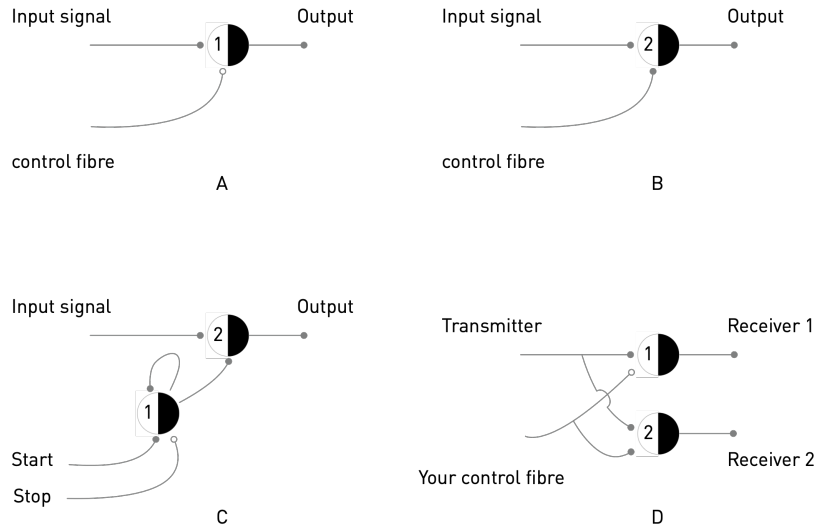 Input signal
Output
1
control fibre
A
Input signal
Output
2
control fibre
B
Input signal
Output
2
1
Start
Stop
C
Transmitter
Receiver 1
1
2
Receiver 2
Your control fibre
D